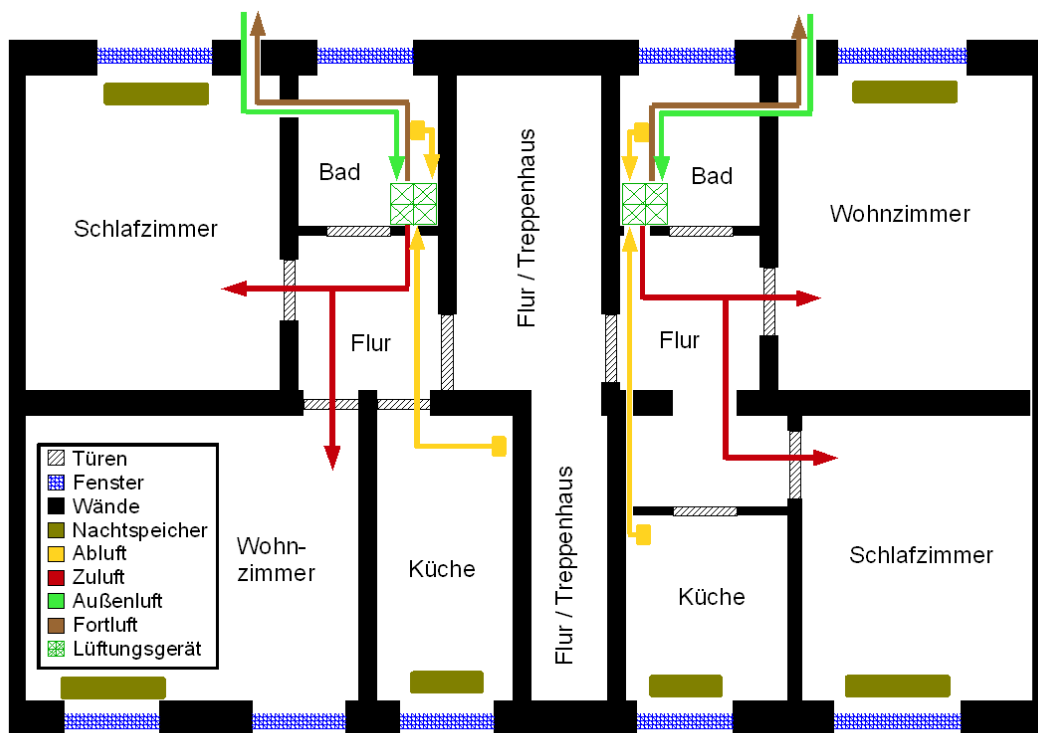 Bad
Bad
Schlafzimmer
Flur / Treppenhaus
Wohnzimmer
Flur
Flur
Türen
Fenster
Wände
Nachtspeicher
Abluft
Zuluft
Außenluft
Fortluft
Lüftungsgerät
Wohn-
zimmer
Küche
Flur / Treppenhaus
Küche
Schlafzimmer